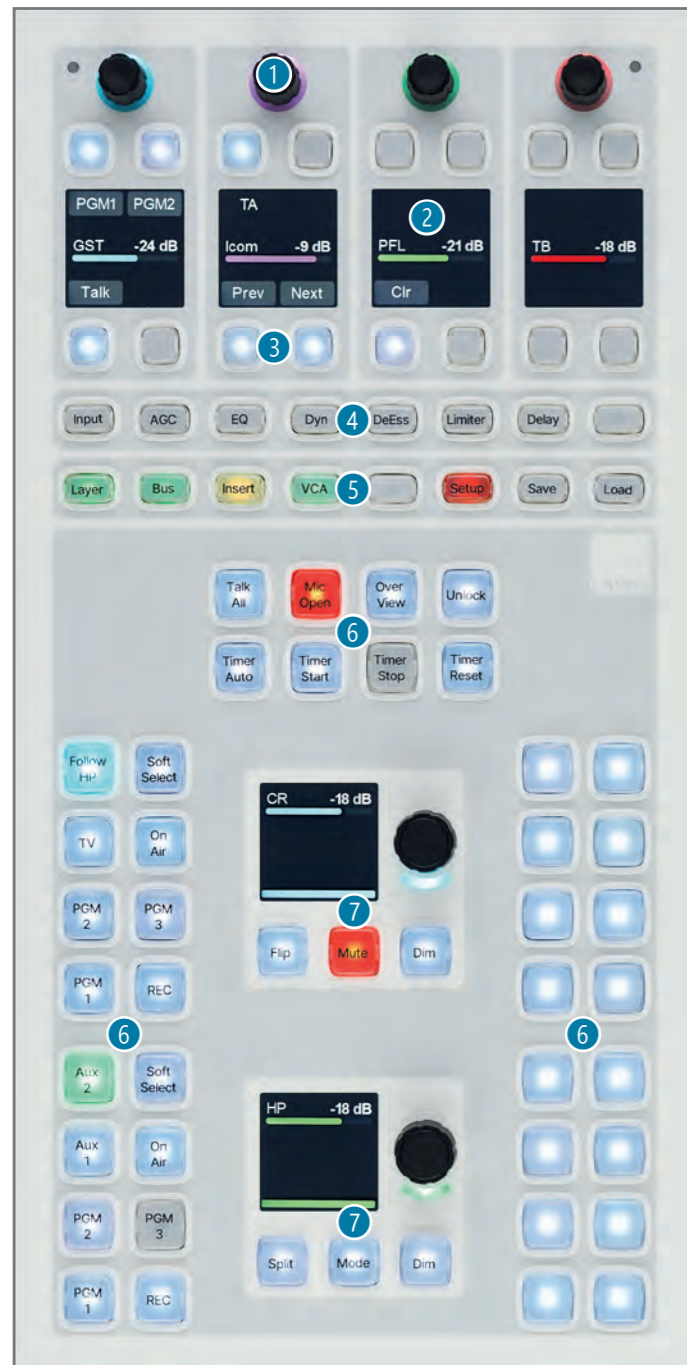 1
PGM1 PGM2
GST -24 dB
Talk
TA
Icom -9 dB
Prev Next
2
PFL -21 dB
Clr
TB -18 dB
3
Input AGC EQ Dyn 4 DeEss Limiter Delay
Layer Bus Insert VCA 5 Setup Save Load
Talk All
Mic Open
Over View
Unlock
6
Timer Auto
Timer Start
Timer Stop
Timer Reset
Follow HP
Soft Select
TV
On Air
PGM 2
PGM 3
PGM 1
REC
6
Aux 2
Soft Select
Aux 1
On Air
PGM 2
PGM 3
PGM 1
REC
CR -18 dB
7
Flip Mute Dim
HP -18 dB
7
Split Mode Dim
6